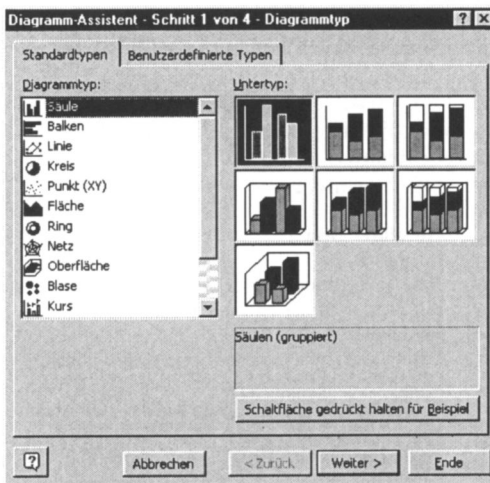 Diagramm-Assistent - Schritt 1 von 4 - Diagrammtyp
Standardtypen
Benutzerdefinierte Typen
Diagrammtyp:
Säule
Balken
Linie
Kreis
Punkt (XY)
Fläche
Ring
Netz
Oberfläche
Blase
Kurs
Untertyp:
Säulen (gruppiert)
Schaltfläche gedrückt halten für Beispiel
Abbrechen
< Zurück
Weiter >
Ende